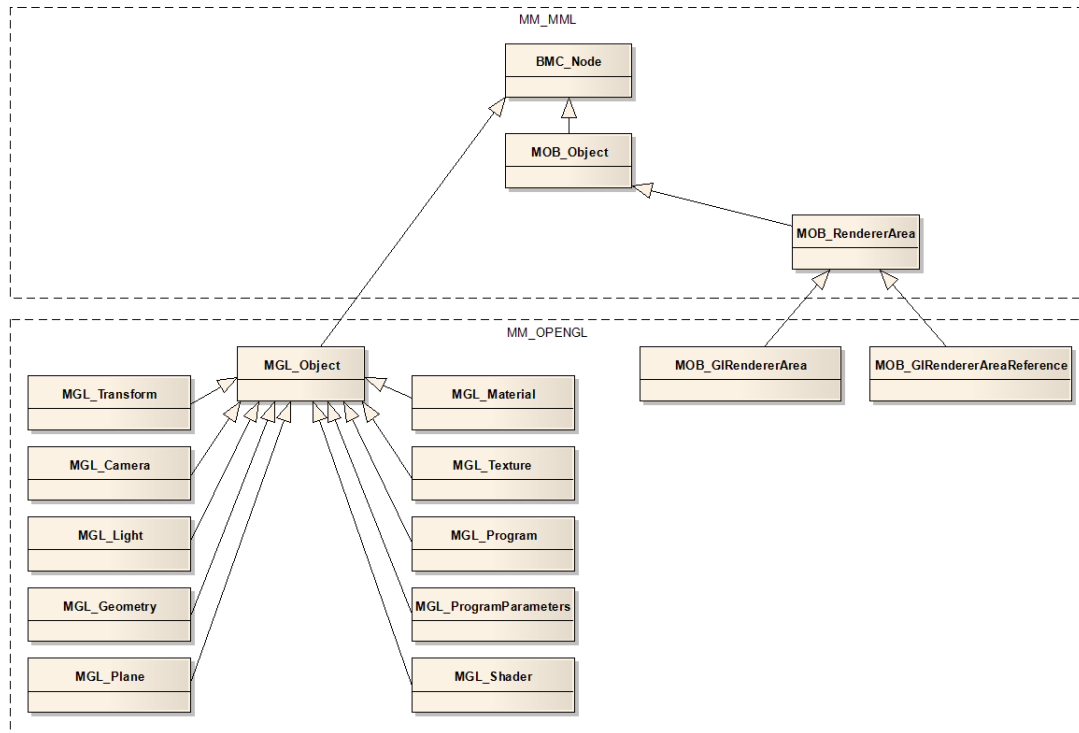 MM_MML
BMC_Node
MOB_Object
MOB_RendererArea
MM_OPENGL
MGL_Object
MOB_GlRendererArea
MOB_GlRendererAreaReference
MGL_Transform
MGL_Material
MGL_Camera
MGL_Texture
MGL_Light
MGL_Program
MGL_Geometry
MGL_ProgramParameters
MGL_Plane
MGL_Shader